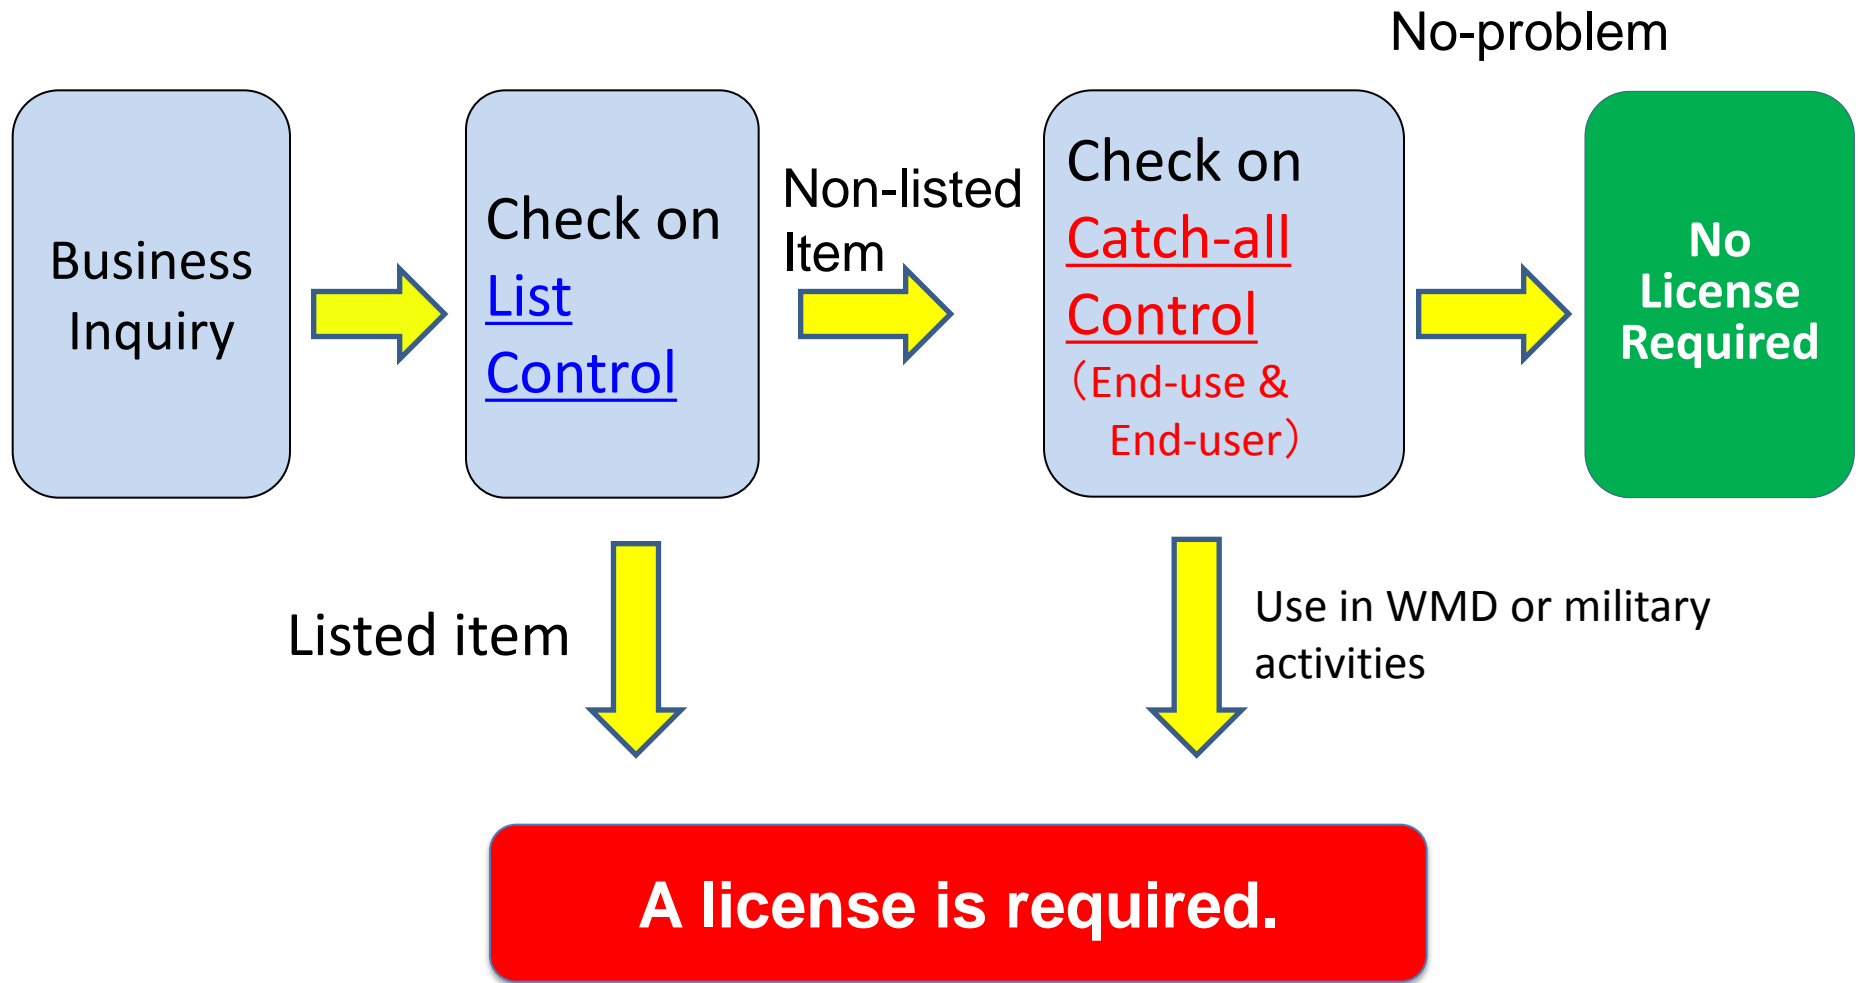 No-problem
Business
Inquiry
Check on
List
Control
Non-listed
Item
Check on
Catch-all
Control
（End-use &
End-user）
No
License
Required
Listed item
Use in WMD or military
activities
A license is required.